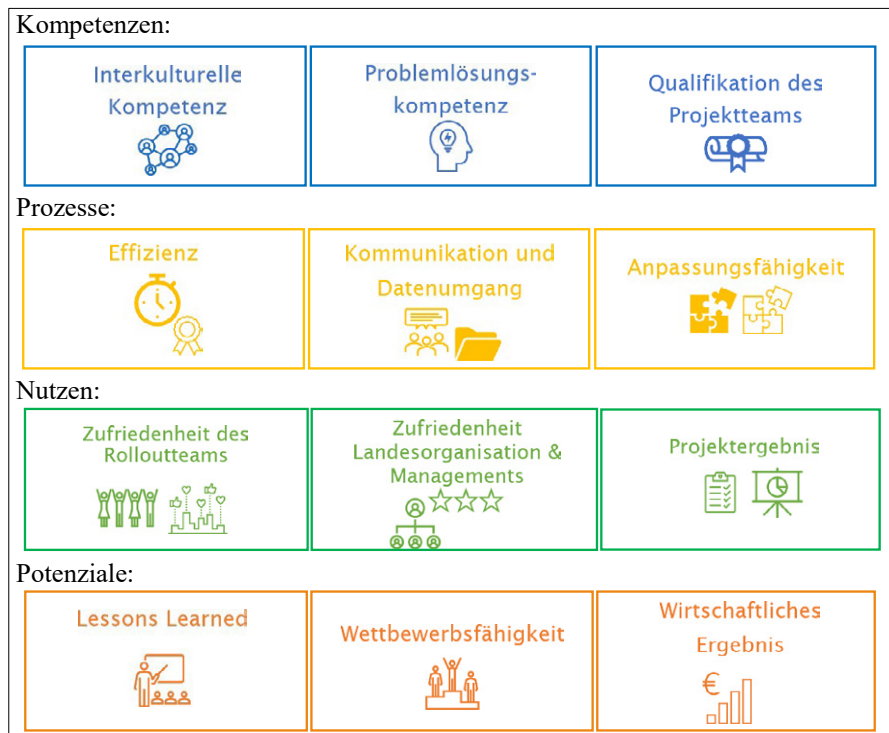 Kompetenzen:
Interkulturelle
Kompetenz
Problemlösungs-
kompetenz
Qualifikation des
Projektteams
Prozesse:
Effizienz
Kommunikation und
Datenumgang
Anpassungsfähigkeit
Nutzen:
Zufriedenheit des
Rolloutteams
Zufriedenheit
Landesorganisation &
Managements
Projektergebnis
Potenziale:
Lessons Learned
Wettbewerbsfähigkeit
Wirtschaftliches
Ergebnis
€